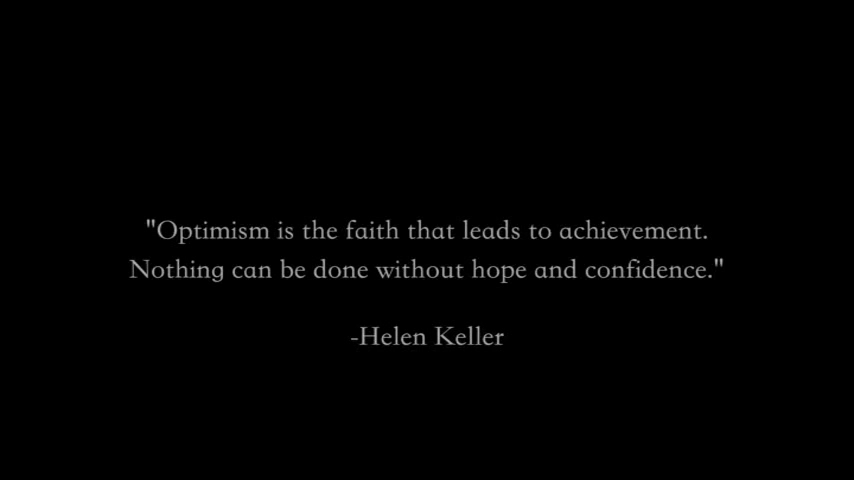 "Optimism is the faith that leads to achievement.
Nothing can be done without hope and confidence."
-Helen Keller